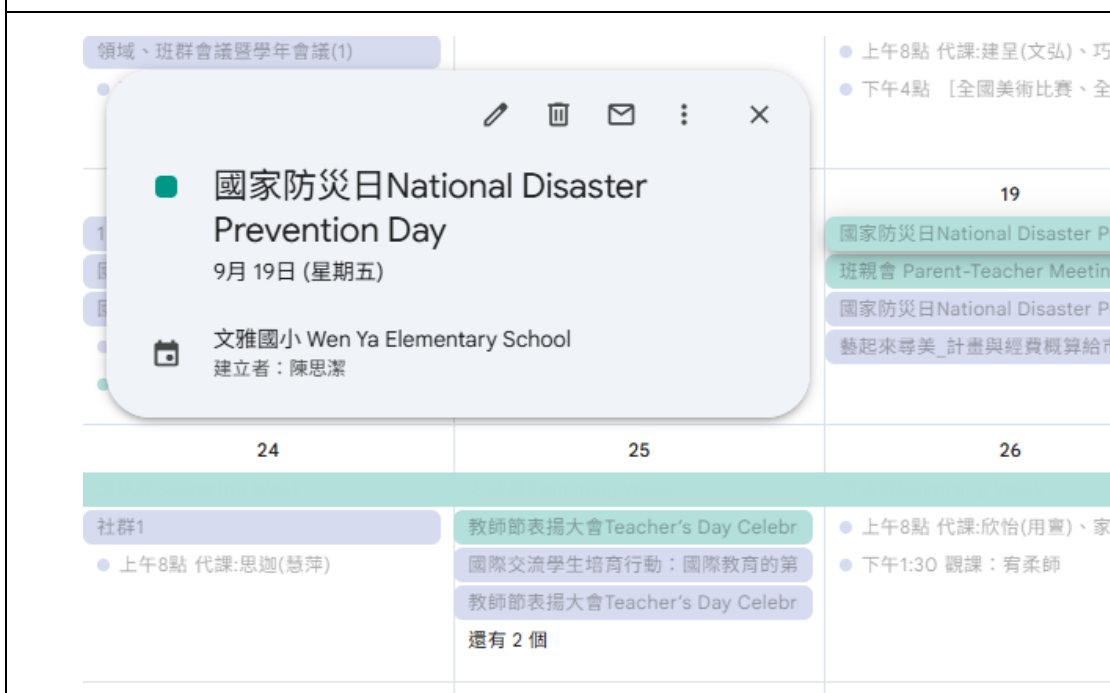 領域、班群會議暨學年會議(1)
上午8點 代課:建呈(文弘)、巧
下午4點 [全國美術比賽、全
國家防災日National Disaster
Prevention Day
9月 19日 (星期五)
文雅國小 Wen Ya Elementary School
建立者：陳思潔
19
國家防災日National Disaster P
班親會 Parent-Teacher Meetin
國家防災日National Disaster P
藝起來尋美_計畫與經費概算給市
24
25
26
社群1
教師節表揚大會Teacher's Day Celebr
上午8點 代課:欣怡(用亶)、家
上午8點 代課:思迦(慧萍)
國際交流學生培育行動：國際教育的第
下午1:30 觀課：宥柔師
教師節表揚大會Teacher's Day Celebr
還有 2 個